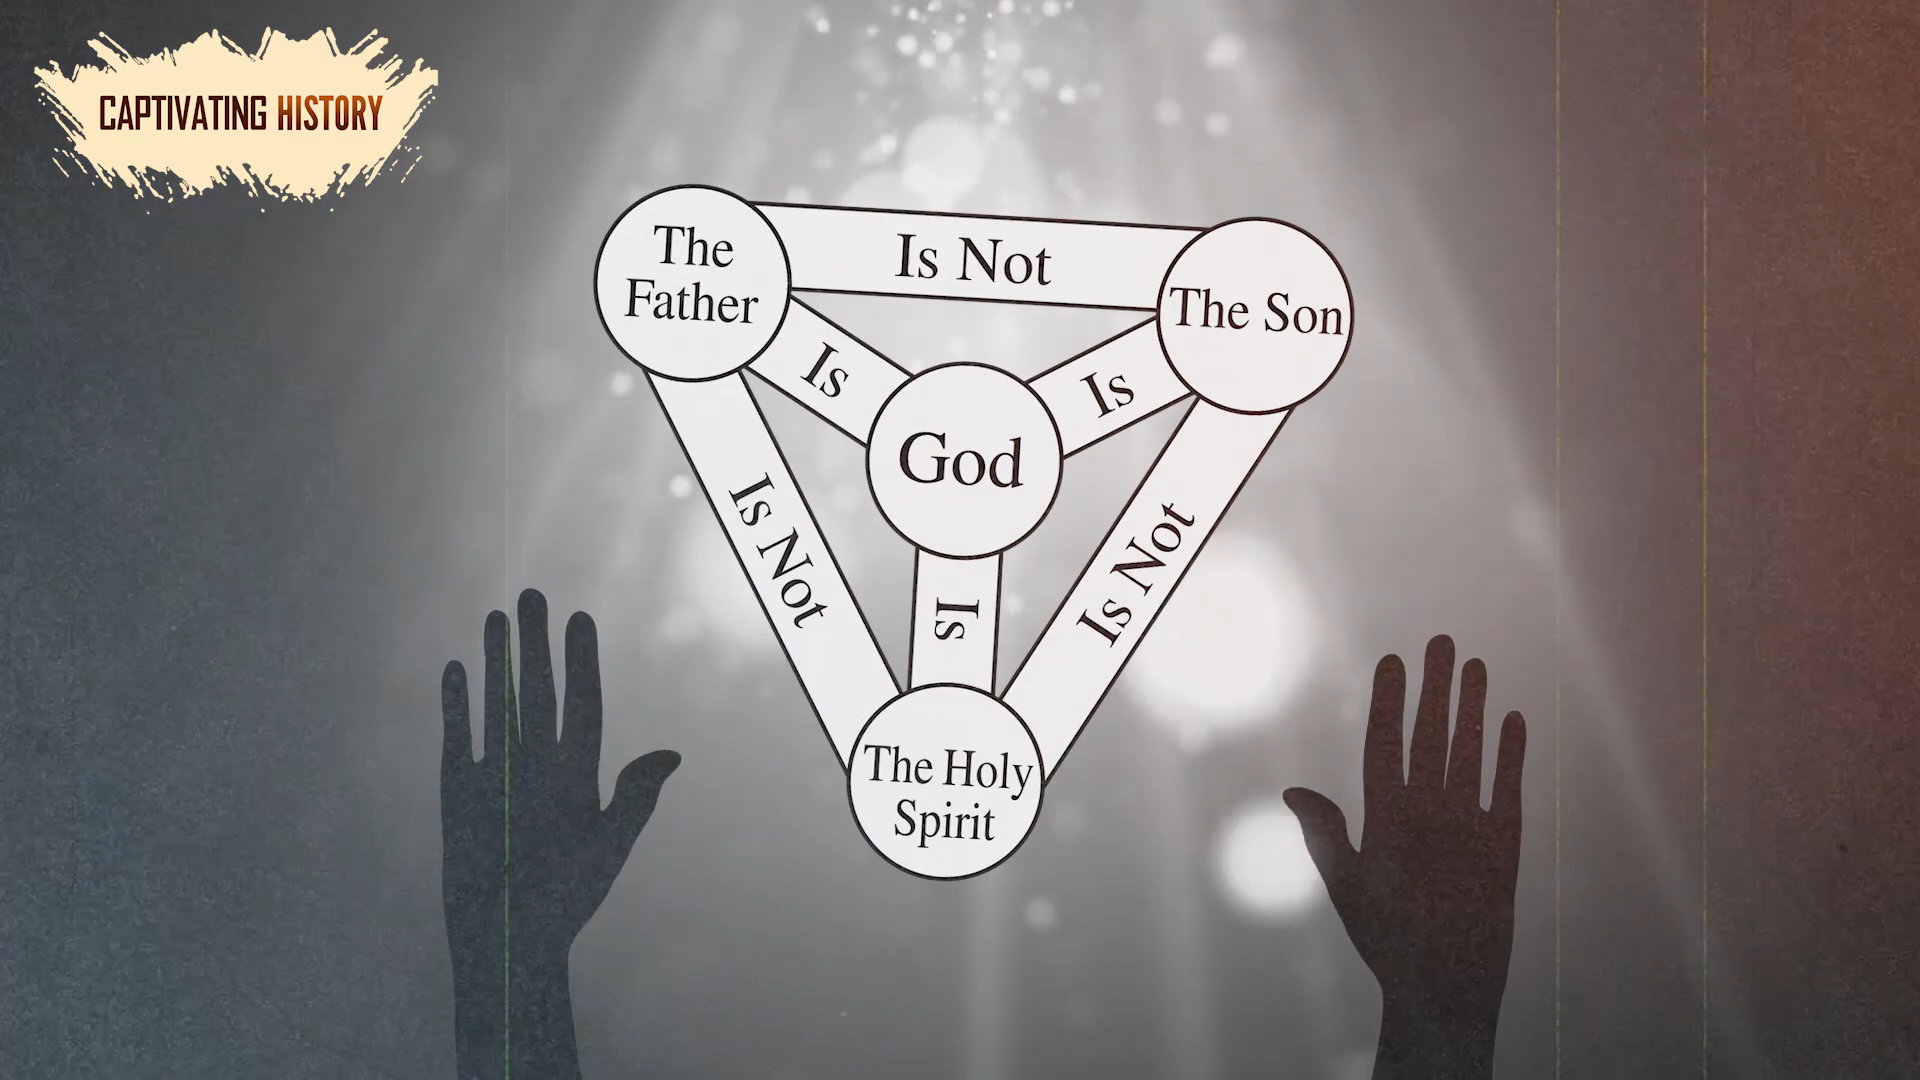 CAPTIVATING HISTORY
The
Father
Is Not
The Son
Is
Is
God
Is Not
Is
Is Not
The Holy
Spirit